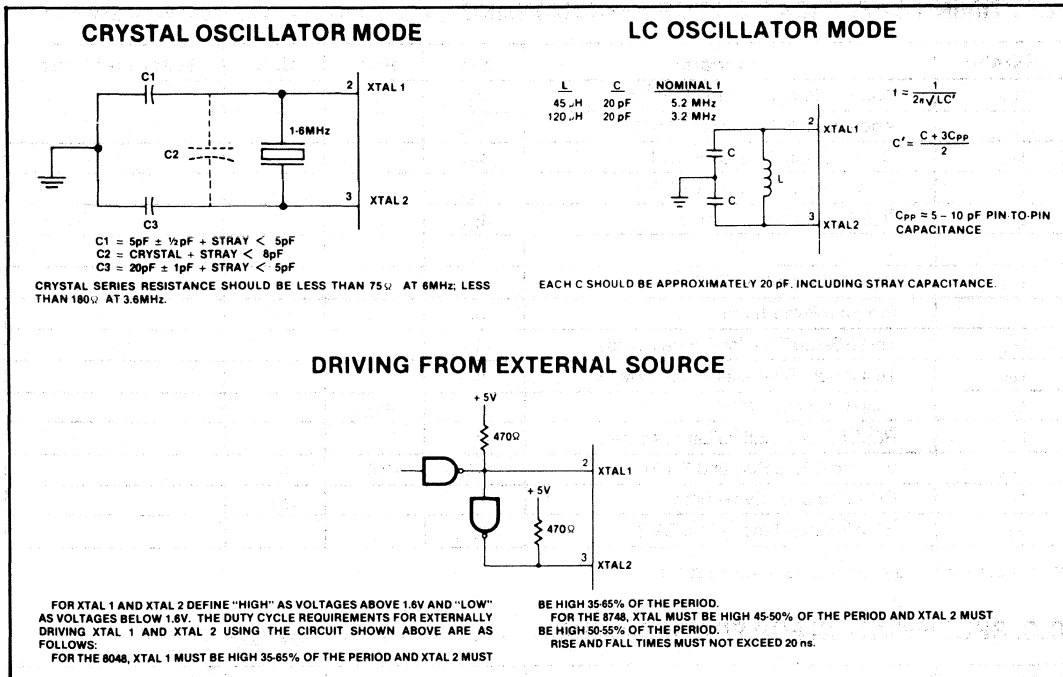 CRYSTAL OSCILLATOR MODE
C1
2 XTAL 1
1-6MHz
C2
3 XTAL 2
C3
C1 = 5pF ± ½pF + STRAY < 5pF
C2 = CRYSTAL + STRAY < 8pF
C3 = 20pF ± 1pF + STRAY < 5pF
CRYSTAL SERIES RESISTANCE SHOULD BE LESS THAN 75Ω AT 6MHz; LESS
THAN 180Ω AT 3.6MHz.
LC OSCILLATOR MODE
L C NOMINAL f
45 µH 20 pF 5.2 MHz
120 µH 20 pF 3.2 MHz
f = 1 / 2π√LC'
C' = C + 3Cpp / 2
2 XTAL1
C
L
C
3 XTAL2
Cpp ≈ 5 – 10 pF PIN-TO-PIN
CAPACITANCE
EACH C SHOULD BE APPROXIMATELY 20 pF, INCLUDING STRAY CAPACITANCE.
DRIVING FROM EXTERNAL SOURCE
+ 5V
470Ω
2 XTAL1
+ 5V
470Ω
3 XTAL2
FOR XTAL 1 AND XTAL 2 DEFINE "HIGH" AS VOLTAGES ABOVE 1.6V AND "LOW"
AS VOLTAGES BELOW 1.6V. THE DUTY CYCLE REQUIREMENTS FOR EXTERNALLY
DRIVING XTAL 1 AND XTAL 2 USING THE CIRCUIT SHOWN ABOVE ARE AS
FOLLOWS:
FOR THE 8048, XTAL 1 MUST BE HIGH 35-65% OF THE PERIOD AND XTAL 2 MUST
BE HIGH 35-65% OF THE PERIOD.
FOR THE 8748, XTAL MUST BE HIGH 45-50% OF THE PERIOD AND XTAL 2 MUST
BE HIGH 50-55% OF THE PERIOD.
RISE AND FALL TIMES MUST NOT EXCEED 20 ns.